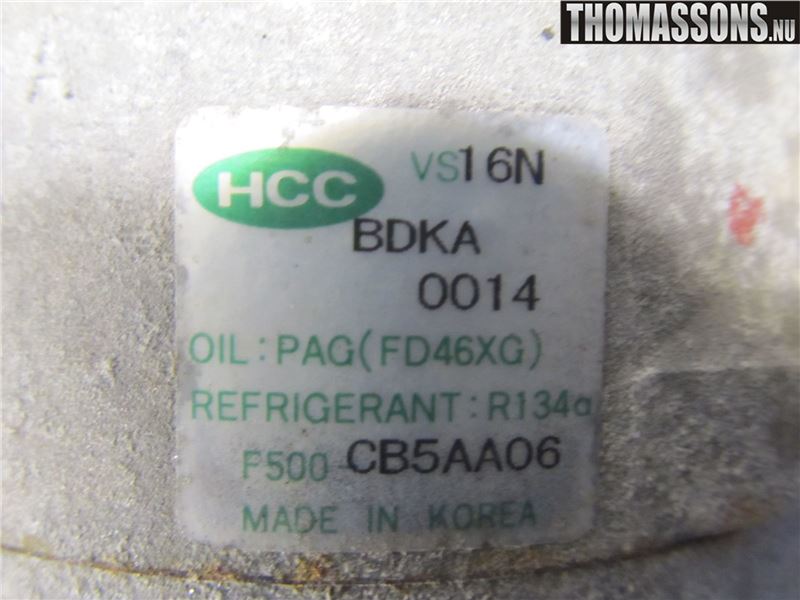 THOMASSONS.NU
HCC VS16N
BDKA
0014
OIL: PAG(FD46XG)
REFRIGERANT: R134a
F500-CB5AA06
MADE IN KOREA